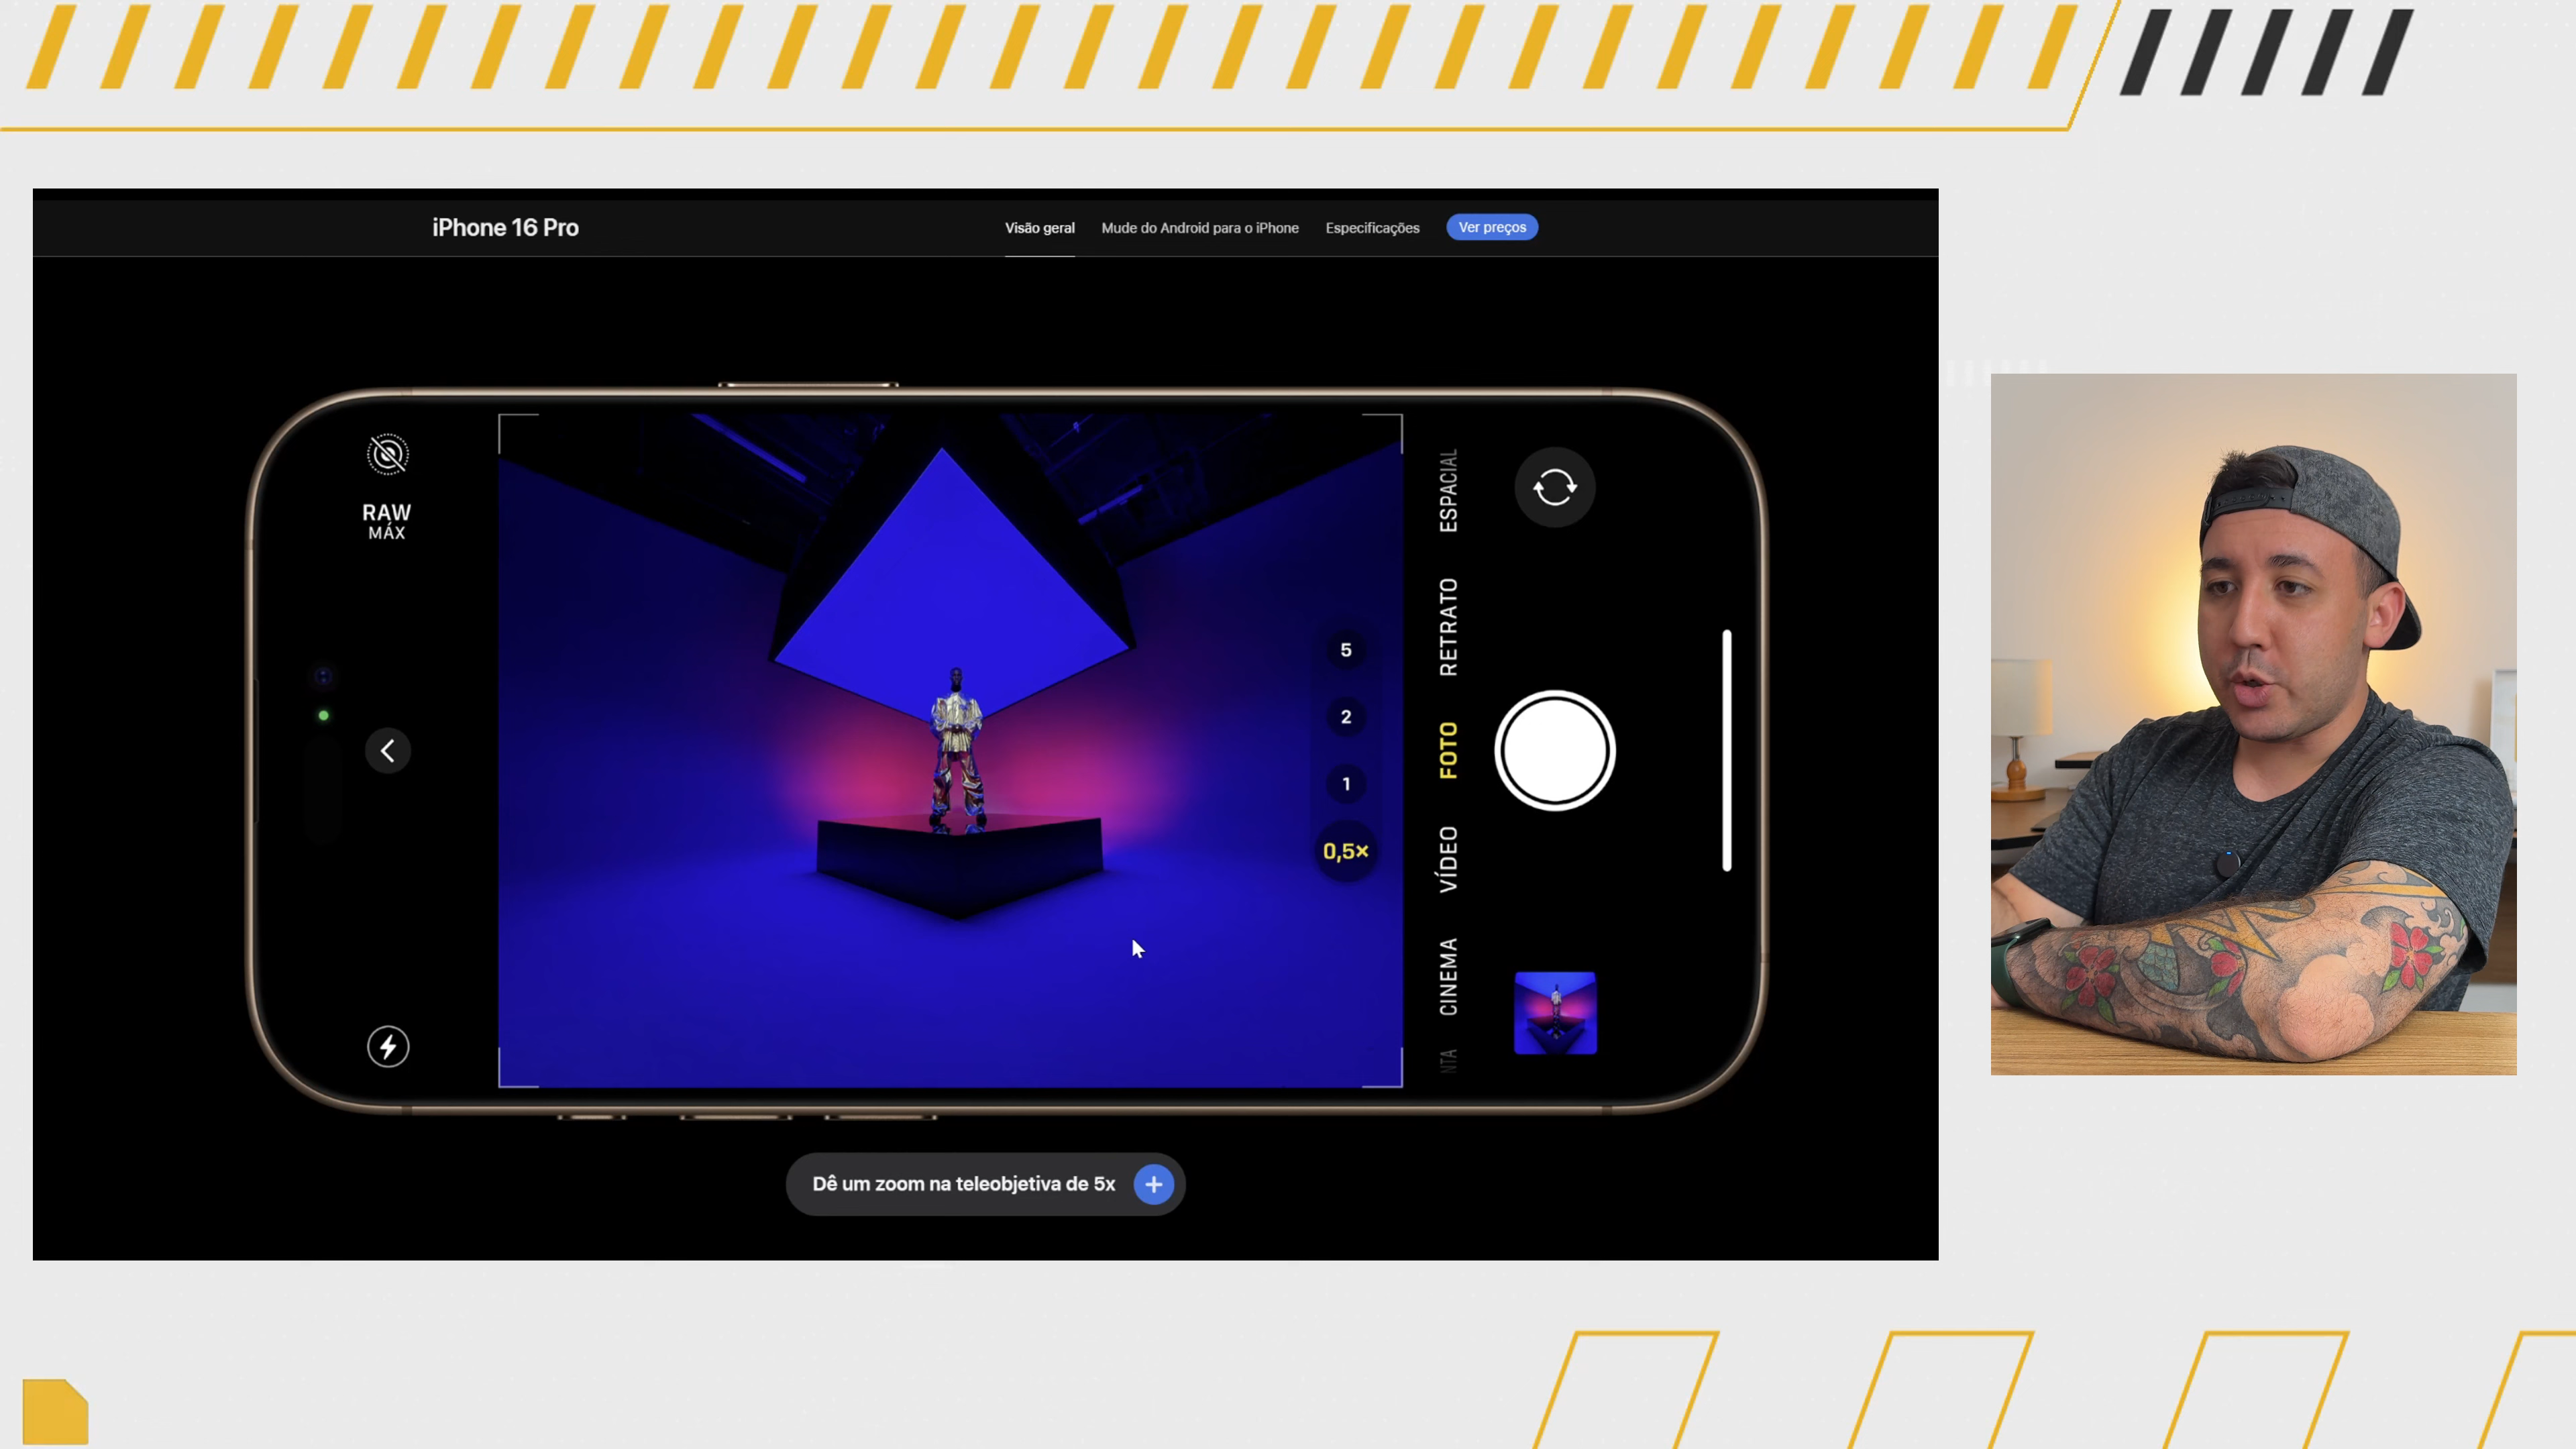 iPhone 16 Pro
Visão geral
Mude do Android para o iPhone
Especificações
Ver preços
RAW
MÁX
ESPACIAL
RETRATO
FOTO
VÍDEO
CINEMA
NTA
5
2
1
0,5×
Dê um zoom na teleobjetiva de 5x